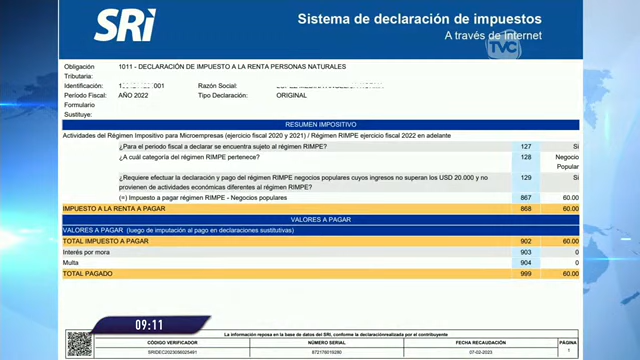 SRi
Sistema de declaración de impuestos
A través de Internet
TVC
Obligación Tributaria:
1011 - DECLARACIÓN DE IMPUESTO A LA RENTA PERSONAS NATURALES
Identificación:
Razón Social:
Período Fiscal: AÑO 2022 Tipo Declaración: ORIGINAL
Formulario
Sustituye:
RESUMEN IMPOSITIVO
Actividades del Régimen Impositivo para Microempresas (ejercicio fiscal 2020 y 2021) / Régimen RIMPE ejercicio fiscal 2022 en adelante
¿Para el periodo fiscal a declarar se encuentra sujeto al régimen RIMPE? 127 Si
¿A cuál categoría del régimen RIMPE pertenece? 128 Negocio
Popular
¿Requiere efectuar la declaración y pago del régimen RIMPE negocios populares cuyos ingresos no superan los USD 20.000 y no 129 Si
provienen de actividades económicas diferentes al régimen RIMPE?
(=) Impuesto a pagar régimen RIMPE - Negocios populares 867 60.00
IMPUESTO A LA RENTA A PAGAR 868 60.00
VALORES A PAGAR
VALORES A PAGAR (luego de imputación al pago en declaraciones sustitutivas)
TOTAL IMPUESTO A PAGAR 902 60.00
Interés por mora 903 0
Multa 904 0
TOTAL PAGADO 999 60.00
09:11
La información reposa en la base de datos del SRI, conforme la declaración realizada por el contribuyente
CÓDIGO VERIFICADOR NÚMERO SERIAL FECHA RECAUDACIÓN PÁGINA
SRIDEC2023056025491 872176019280 07-02-2023 1